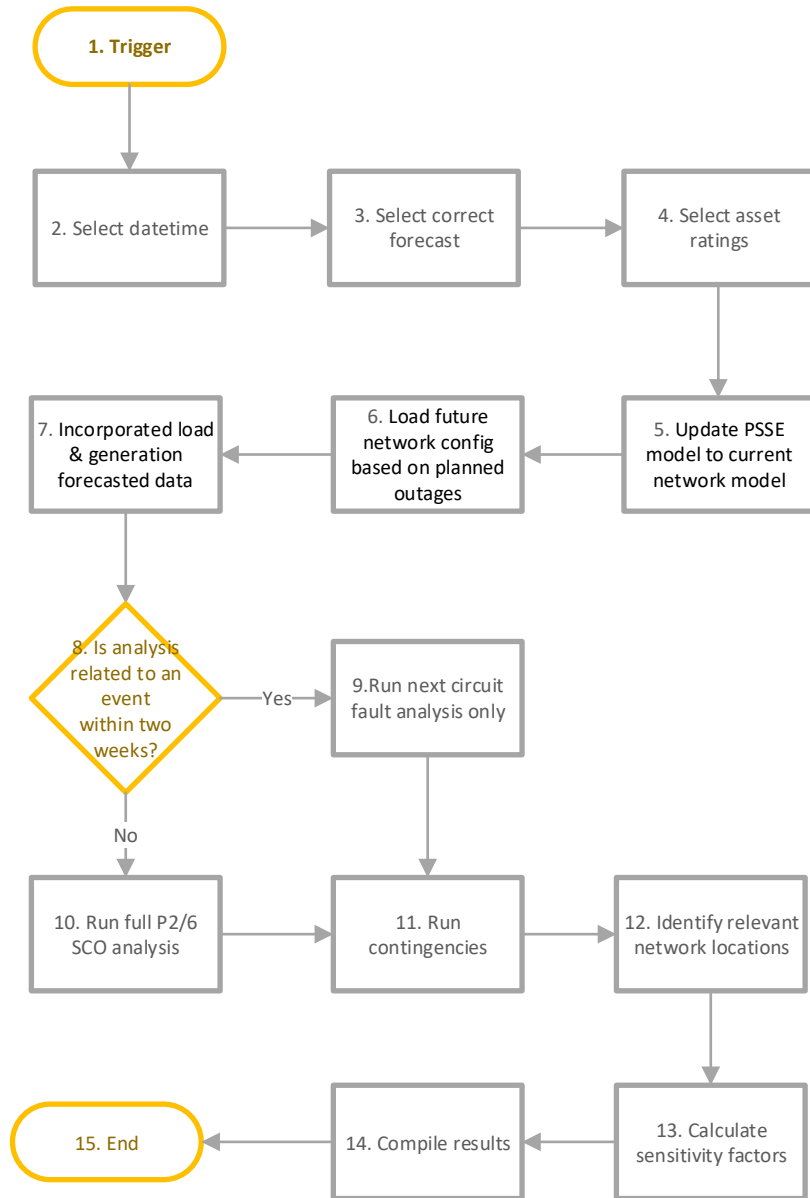 1. Trigger
2. Select datetime
3. Select correct
forecast
4. Select asset
ratings
7. Incorporated load
& generation
forecasted data
6. Load future
network config
based on planned
outages
5. Update PSSE
model to current
network model
8. Is analysis
related to an
event
within two
weeks?
Yes
9.Run next circuit
fault analysis only
No
10. Run full P2/6
SCO analysis
11. Run
contingencies
12. Identify relevant
network locations
15. End
14. Compile results
13. Calculate
sensitivity factors